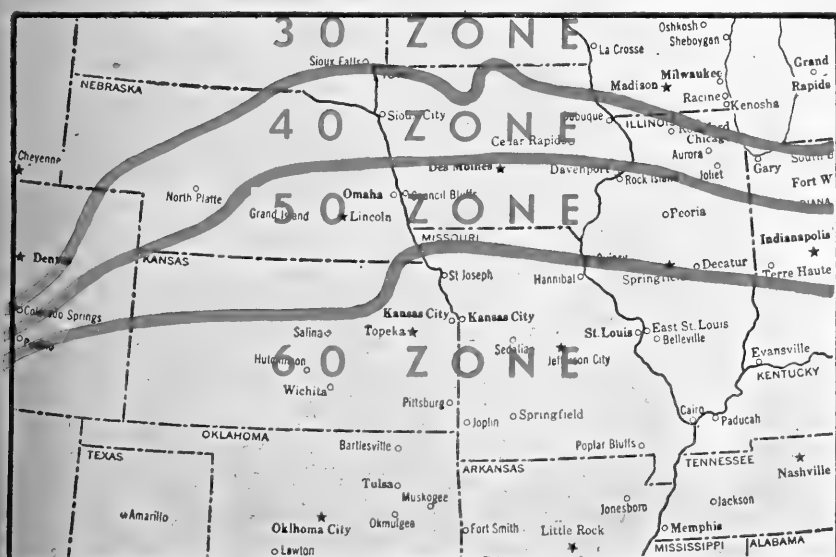 30 ZONE
Oshkosh
Sheboygan
La Crosse
Sioux Falls
Grand
Rapids
NEBRASKA
Madison
Milwaukee
Racine
Kenosha
Sioux City
40 ZONE
Dubuque
ILLINOIS
Cedar Rapids
Aurora
Joliet
Gary
Cheyenne
Des Moines
Davenport
Rock Island
Fort W
North Platte
Omaha
Council Bluffs
Grand Island
Lincoln
50 ZONE
Peoria
MISSOURI
Indianapolis
KANSAS
St Joseph
Hannibal
Springfield
Decatur
Terre Haute
Colorado Springs
Kansas City
Kansas City
Salina
Topeka
St. Louis
East St. Louis
Belleville
Sedalia
Jefferson City
60 ZONE
Hutchinson
Wichita
Evansville
KENTUCKY
Pittsburg
Joplin
Springfield
Cairo
Paducah
OKLAHOMA
Bartlesville
Poplar Bluffs
TEXAS
ARKANSAS
TENNESSEE
Nashville
Tulsa
Muskogee
Amarillo
Okmulgee
Oklhoma City
Fort Smith
Little Rock
Jonesboro
Jackson
Memphis
Lawton
MISSISSIPPI
ALABAMA